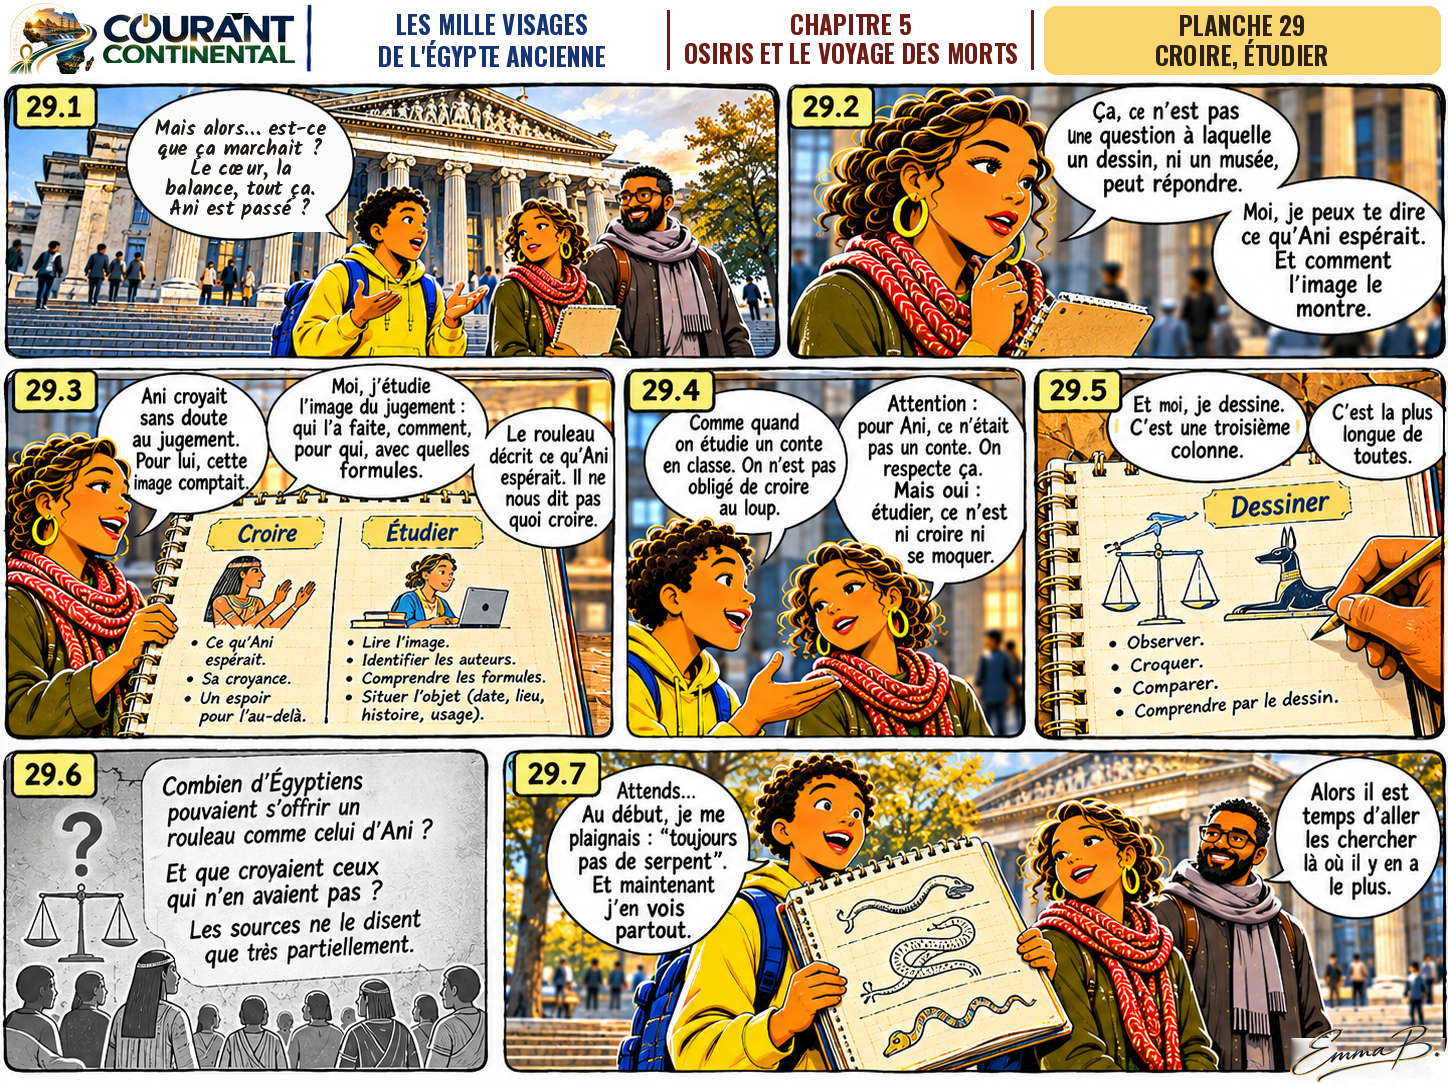 COURANT
CONTINENTAL
LES MILLE VISAGES
DE L'ÉGYPTE ANCIENNE
CHAPITRE 5
OSIRIS ET LE VOYAGE DES MORTS
PLANCHE 29
CROIRE, ÉTUDIER
29.1
Mais alors... est-ce
que ça marchait ?
Le cœur, la
balance, tout ça.
Ani est passé ?
29.2
Ça, ce n'est pas
une question à laquelle
un dessin, ni un musée,
peut répondre.
Moi, je peux te dire
ce qu'Ani espérait.
Et comment
l'image le
montre.
29.3
Ani croyait
sans doute
au jugement.
Pour lui, cette
image comptait.
Moi, j'étudie
l'image du jugement :
qui l'a faite, comment,
pour qui, avec quelles
formules.
Le rouleau
décrit ce qu'Ani
espérait. Il ne
nous dit pas
quoi croire.
Croire
• Ce qu'Ani
espérait.
• Sa croyance.
• Un espoir
pour l'au-delà.
Étudier
• Lire l'image.
• Identifier les auteurs.
• Comprendre les formules.
• Situer l'objet (date, lieu,
histoire, usage).
29.4
Comme quand
on étudie un conte
en classe. On n'est pas
obligé de croire
au loup.
Attention :
pour Ani, ce n'était
pas un conte. On
respecte ça.
Mais oui :
étudier, ce n'est
ni croire ni
se moquer.
29.5
Et moi, je dessine.
C'est une troisième
colonne.
C'est la plus
longue de
toutes.
Dessiner
• Observer.
• Croquer.
• Comparer.
• Comprendre par le dessin.
29.6
?
Combien d'Égyptiens
pouvaient s'offrir un
rouleau comme celui d'Ani ?
Et que croyaient ceux
qui n'en avaient pas ?
Les sources ne le disent
que très partiellement.
29.7
Attends...
Au début, je me
plaignais : "toujours
pas de serpent".
Et maintenant
j'en vois
partout.
Alors il est
temps d'aller
les chercher
là où il y en a
le plus.
Emma B.